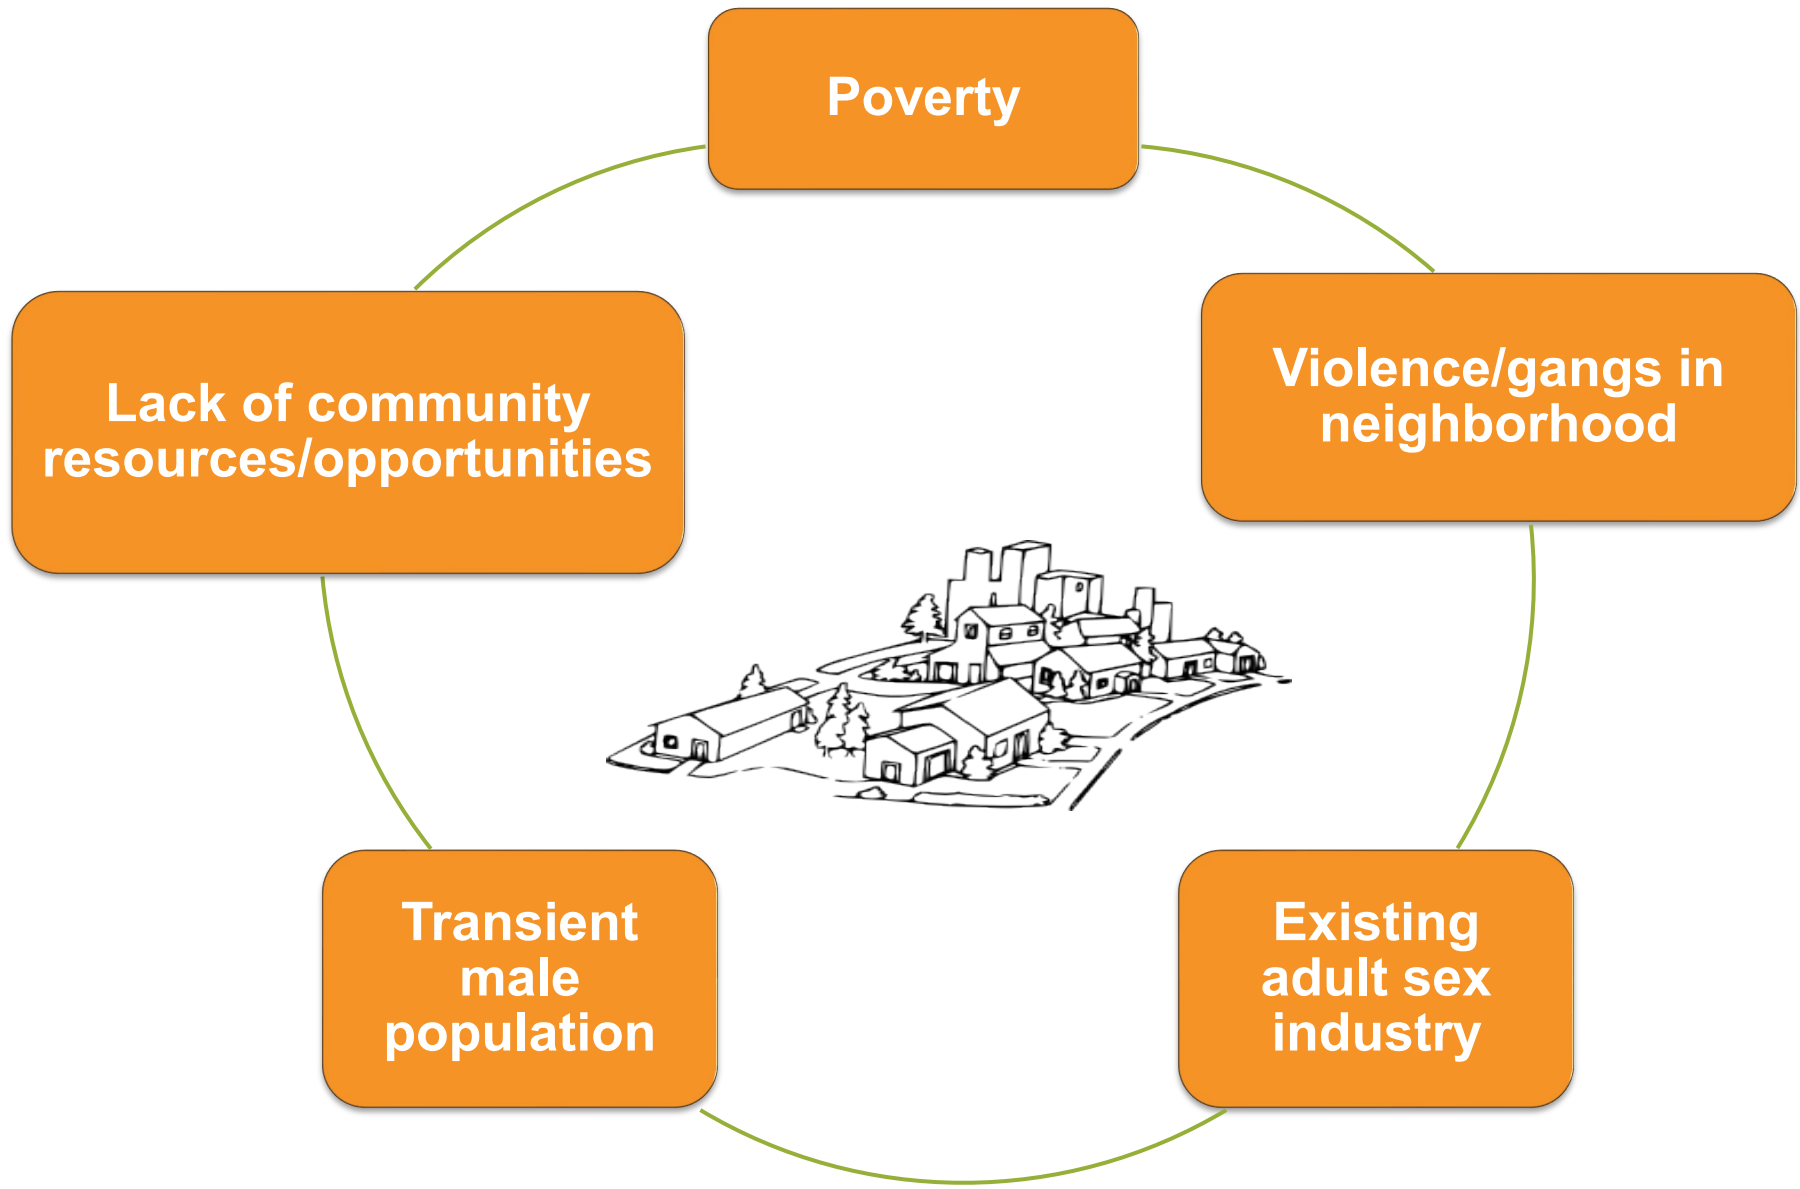 Poverty
Violence/gangs in
neighborhood
Existing
adult sex
industry
Transient
male
population
Lack of community
resources/opportunities